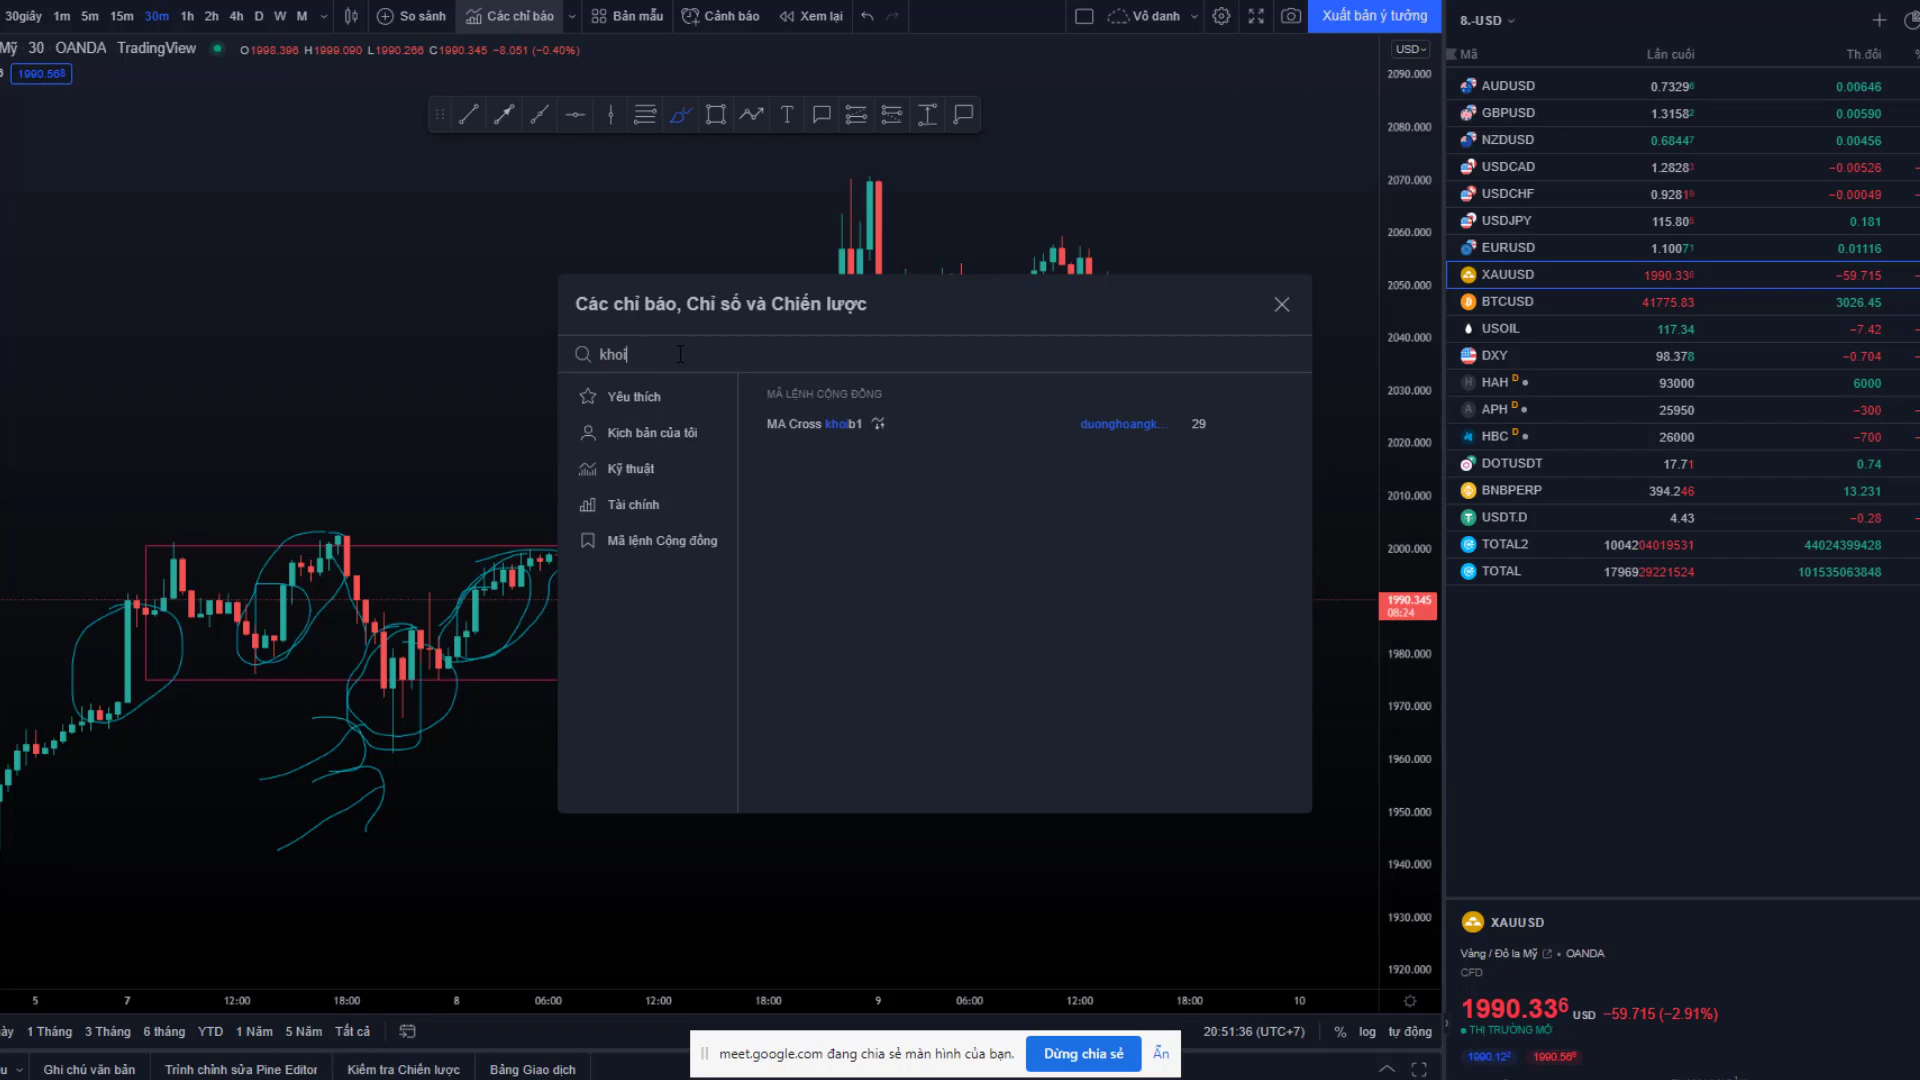 30giây 1m 5m 15m 30m 1h 2h 4h D W M So sánh Các chỉ báo Bản mẫu Cảnh báo Xem lại Vô danh Xuất bản ý tưởng
Mỹ 30 OANDA TradingView O1998.396 H1999.090 L1990.266 C1990.345 −8.051 (−0.40%)
1990.568
USD
2090.000
2080.000
2070.000
2060.000
2050.000
2040.000
2030.000
2020.000
2010.000
2000.000
1990.345
08:24
1980.000
1970.000
1960.000
1950.000
1940.000
1930.000
1920.000
Các chỉ báo, Chỉ số và Chiến lược
khoi
Yêu thích
Kịch bản của tôi
Kỹ thuật
Tài chính
Mã lệnh Cộng đồng
MÃ LỆNH CỘNG ĐỒNG
MA Cross khoib1 duonghoangk... 29
5 7 12:00 18:00 8 06:00 12:00 18:00 9 06:00 12:00 18:00 10
1 Tháng 3 Tháng 6 tháng YTD 1 Năm 5 Năm Tất cả 20:51:36 (UTC+7) % log tự động
Ghi chú văn bản Trình chỉnh sửa Pine Editor Kiểm tra Chiến lược Bảng Giao dịch
meet.google.com đang chia sẻ màn hình của bạn. Dừng chia sẻ Ẩn
8.-USD
Mã Lần cuối Th.đổi
AUDUSD 0.73296 0.00646
GBPUSD 1.31582 0.00590
NZDUSD 0.68447 0.00456
USDCAD 1.28283 −0.00526
USDCHF 0.92819 −0.00049
USDJPY 115.806 0.181
EURUSD 1.10071 0.01116
XAUUSD 1990.336 −59.715
BTCUSD 41775.83 3026.45
USOIL 117.34 −7.42
DXY 98.378 −0.704
HAH D 93000 6000
APH D 25950 −300
HBC D 26000 −700
DOTUSDT 17.71 0.74
BNBPERP 394.246 13.231
USDT.D 4.43 −0.28
TOTAL2 1004204019531 44024399428
TOTAL 1796929221524 101535063848
XAUUSD
Vàng / Đô la Mỹ • OANDA
CFD
1990.336 USD −59.715 (−2.91%)
THỊ TRƯỜNG MỞ
1990.122 1990.568